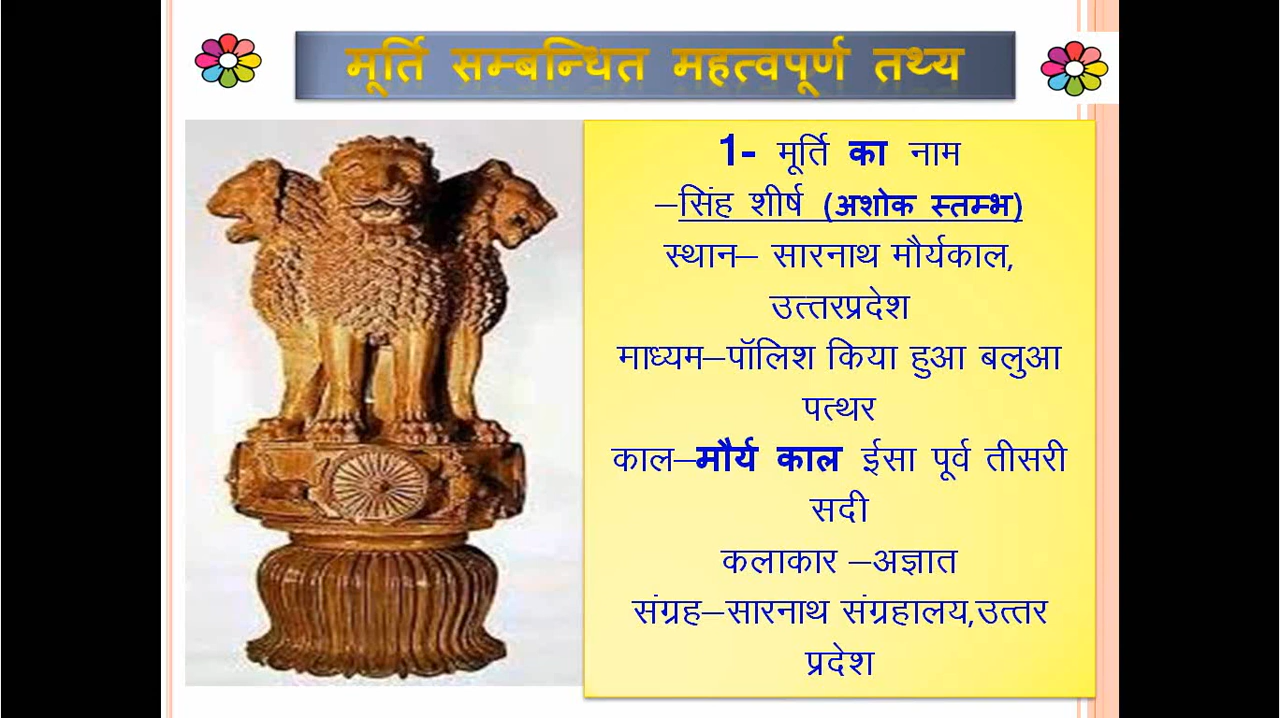 मूर्ति सम्बन्धित महत्वपूर्ण तथ्य
1- मूर्ति का नाम
–सिंह शीर्ष (अशोक स्तम्भ)
स्थान– सारनाथ मौर्यकाल,
उत्तरप्रदेश
माध्यम–पॉलिश किया हुआ बलुआ
पत्थर
काल–मौर्य काल ईसा पूर्व तीसरी
सदी
कलाकार –अज्ञात
संग्रह–सारनाथ संग्रहालय,उत्तर
प्रदेश